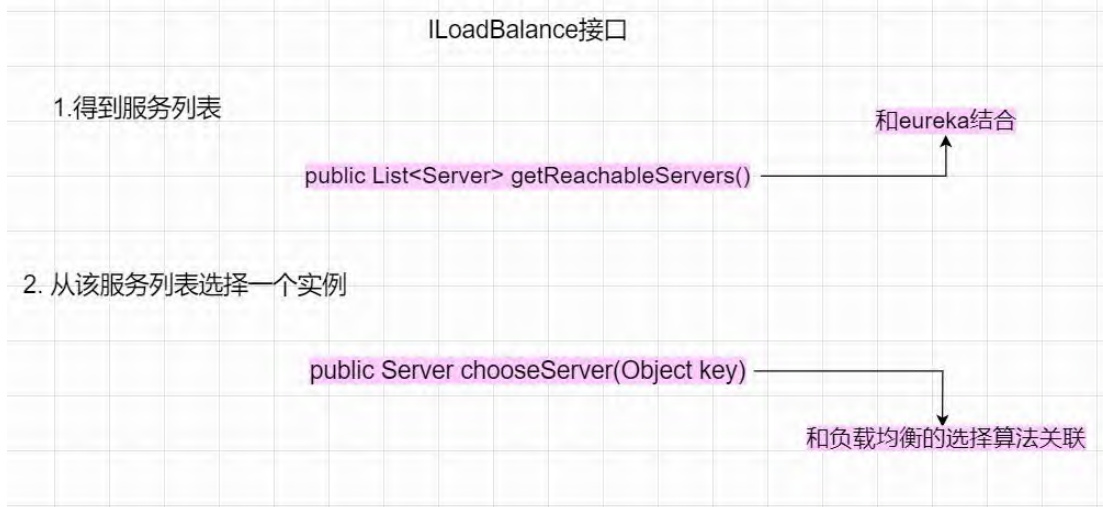 ILoadBalance接口
1.得到服务列表
和eureka结合
public List<Server> getReachableServers()
2. 从该服务列表选择一个实例
public Server chooseServer(Object key)
和负载均衡的选择算法关联